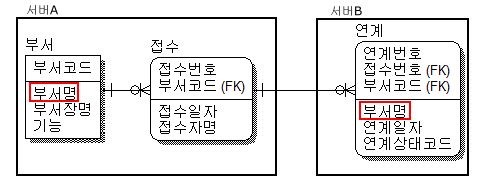 서버A
서버B
부서
부서코드
부서명
부서장명
기능
접수
접수번호
부서코드 (FK)
접수일자
접수자명
연계
연계번호
접수번호 (FK)
부서코드 (FK)
부서명
연계일자
연계상태코드